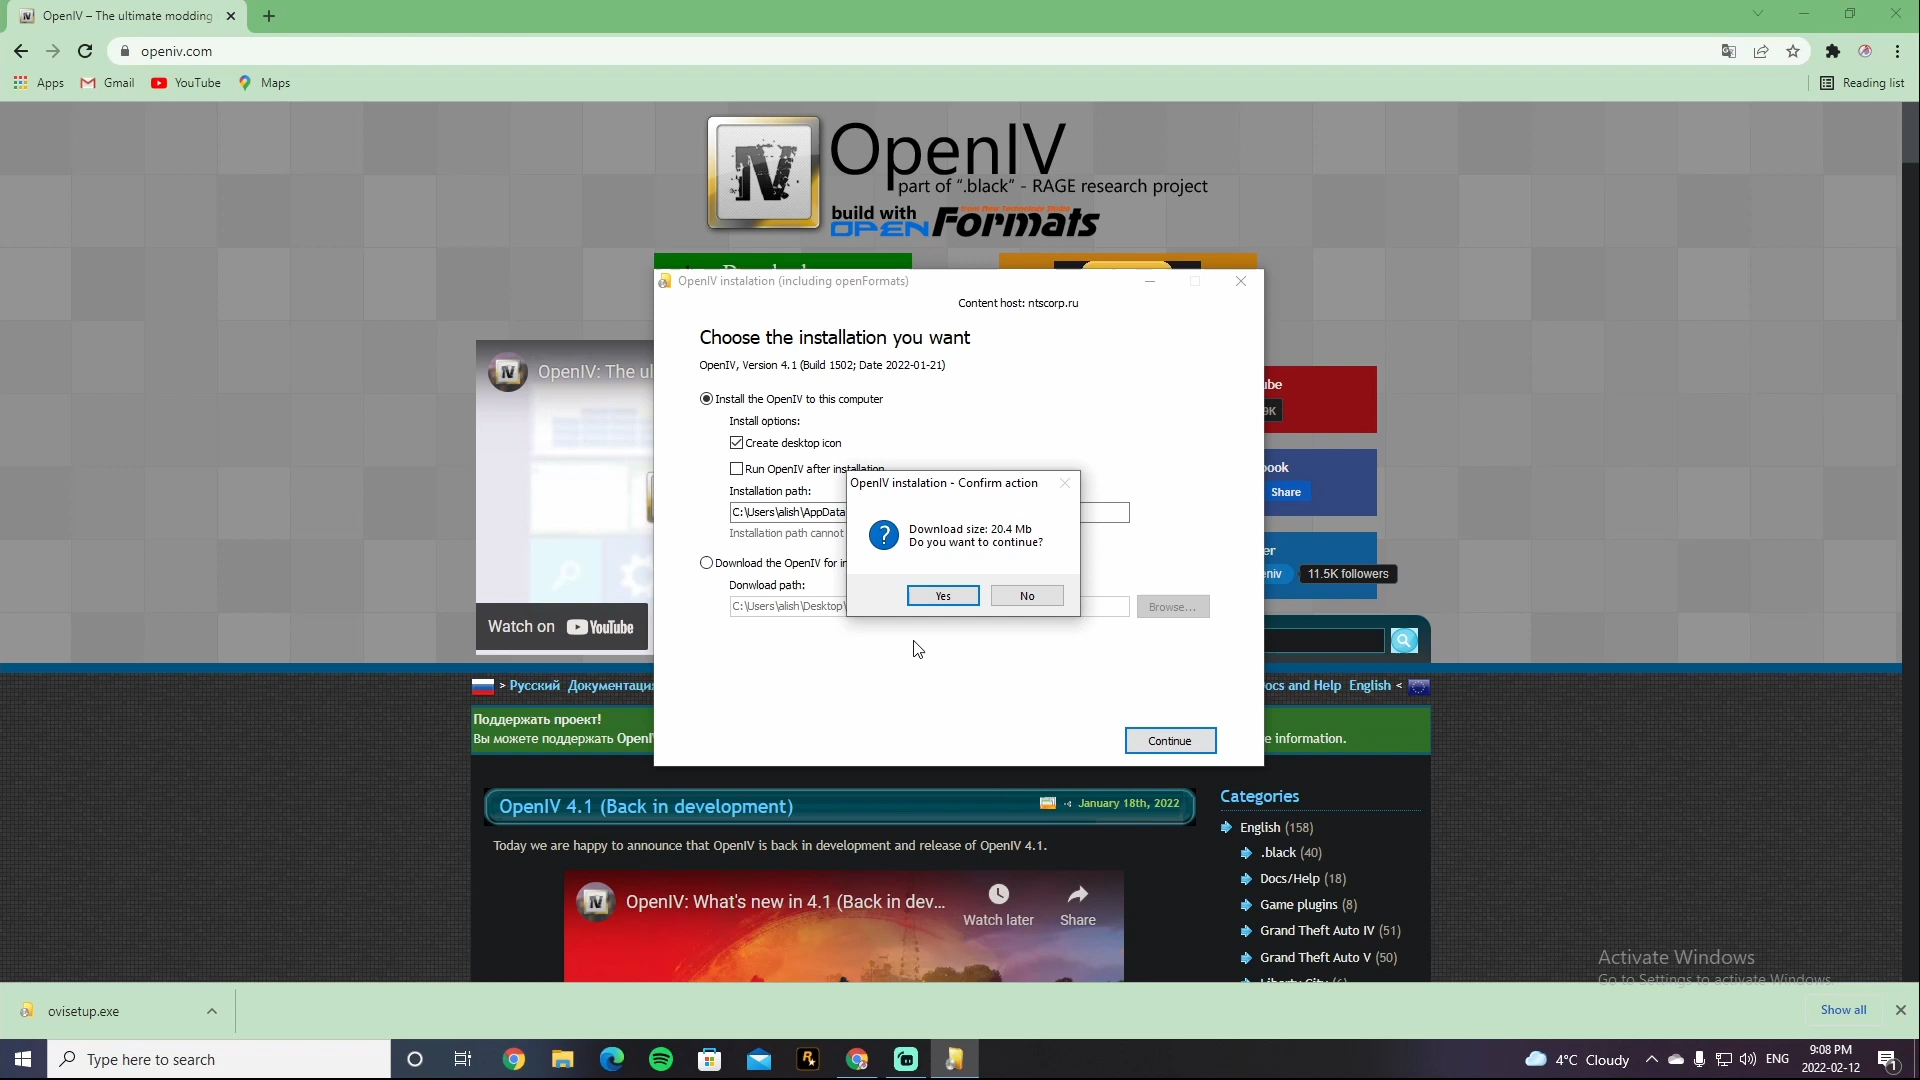 OpenIV – The ultimate modding
openiv.com
Apps
Gmail
YouTube
Maps
Reading list
OpenIV
part of ".black" - RAGE research project
build with
OPEN Formats
OpenIV instalation (including openFormats)
Content host: ntscorp.ru
Choose the installation you want
OpenIV, Version 4.1 (Build 1502; Date 2022-01-21)
Install the OpenIV to this computer
Install options:
Create desktop icon
Run OpenIV after installation
Installation path:
C:\Users\alish\AppData
Installation path cannot
Download the OpenIV for
Donwload path:
C:\Users\alish\Desktop\
Browse...
Continue
OpenIV instalation - Confirm action
Download size: 20.4 Mb
Do you want to continue?
Yes
No
OpenIV: The ul
Watch on YouTube
Share
11.5K followers
> Русский
Документаци
ocs and Help
English <
Поддержать проект!
Вы можете поддержать OpenI
e information.
OpenIV 4.1 (Back in development)
January 18th, 2022
Today we are happy to announce that OpenIV is back in development and release of OpenIV 4.1.
OpenIV: What's new in 4.1 (Back in dev...
Watch later
Share
Categories
English (158)
.black (40)
Docs/Help (18)
Game plugins (8)
Grand Theft Auto IV (51)
Grand Theft Auto V (50)
Activate Windows
Go to Settings to activate Windows.
ovisetup.exe
Show all
Type here to search
4°C Cloudy
ENG
9:08 PM
2022-02-12